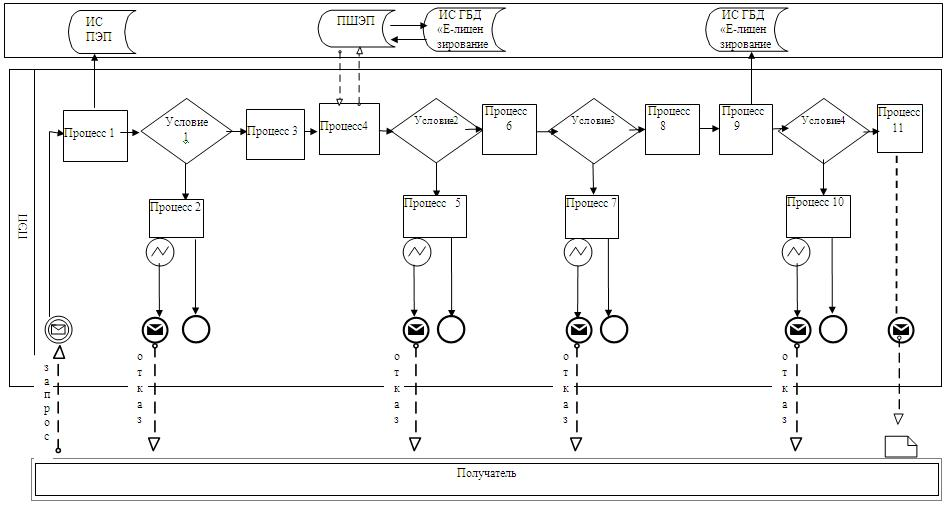 ИС
ПЭП
ПШЭП
ИС ГБД
«Е-лицен
зирование
ИС ГБД
«Е-лицен
зирование
Процесс 1
Условие
1
Процесс 3
Процесс4
Условие2
Процесс
6
Условие3
Процесс
8
Процесс
9
Условие4
Процесс
11
Процесс 2
Процесс 5
Процесс 7
Процесс 10
запрос
отказ
отказ
отказ
отказ
Получатель